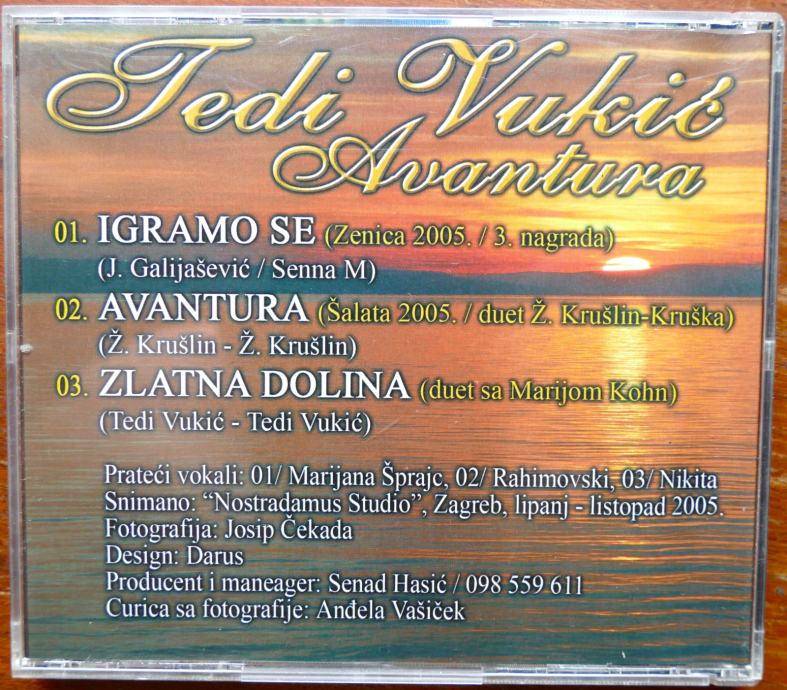 Tedi Vukić
Avantura
01. IGRAMO SE (Zenica 2005. / 3. nagrada)
(J. Galijašević / Senna M)
02. AVANTURA (Šalata 2005. / duet Ž. Krušlin-Kruška)
(Ž. Krušlin - Ž. Krušlin)
03. ZLATNA DOLINA (duet sa Marijom Kohn)
(Tedi Vukić - Tedi Vukić)
Prateći vokali: 01/ Marijana Šprajc, 02/ Rahimovski, 03/ Nikita
Snimano: “Nostradamus Studio”, Zagreb, lipanj - listopad 2005.
Fotografija: Josip Čekada
Design: Darus
Producent i maneager: Senad Hasić / 098 559 611
Curica sa fotografije: Anđela Vašiček